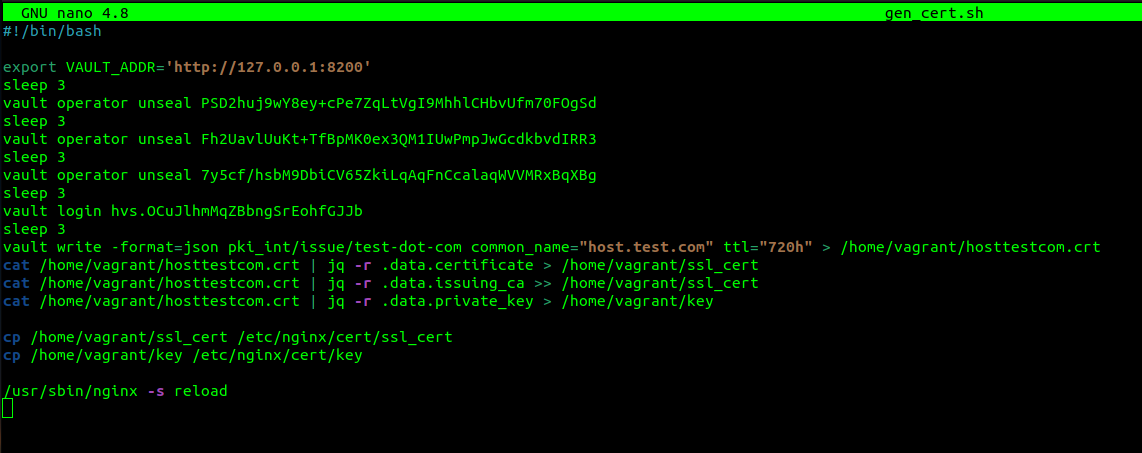 GNU nano 4.8 gen_cert.sh
#!/bin/bash
export VAULT_ADDR='http://127.0.0.1:8200'
sleep 3
vault operator unseal PSD2huj9wY8ey+cPe7ZqLtVgI9MhhlCHbvUfm70FOgSd
sleep 3
vault operator unseal Fh2UavlUuKt+TfBpMK0ex3QM1IUwPmpJwGcdkbvdIRR3
sleep 3
vault operator unseal 7y5cf/hsbM9DbiCV65ZkiLqAqFnCcalaqWVVMRxBqXBg
sleep 3
vault login hvs.OCuJlhmMqZBbngSrEohfGJJb
sleep 3
vault write -format=json pki_int/issue/test-dot-com common_name="host.test.com" ttl="720h" > /home/vagrant/hosttestcom.crt
cat /home/vagrant/hosttestcom.crt | jq -r .data.certificate > /home/vagrant/ssl_cert
cat /home/vagrant/hosttestcom.crt | jq -r .data.issuing_ca >> /home/vagrant/ssl_cert
cat /home/vagrant/hosttestcom.crt | jq -r .data.private_key > /home/vagrant/key
cp /home/vagrant/ssl_cert /etc/nginx/cert/ssl_cert
cp /home/vagrant/key /etc/nginx/cert/key
/usr/sbin/nginx -s reload